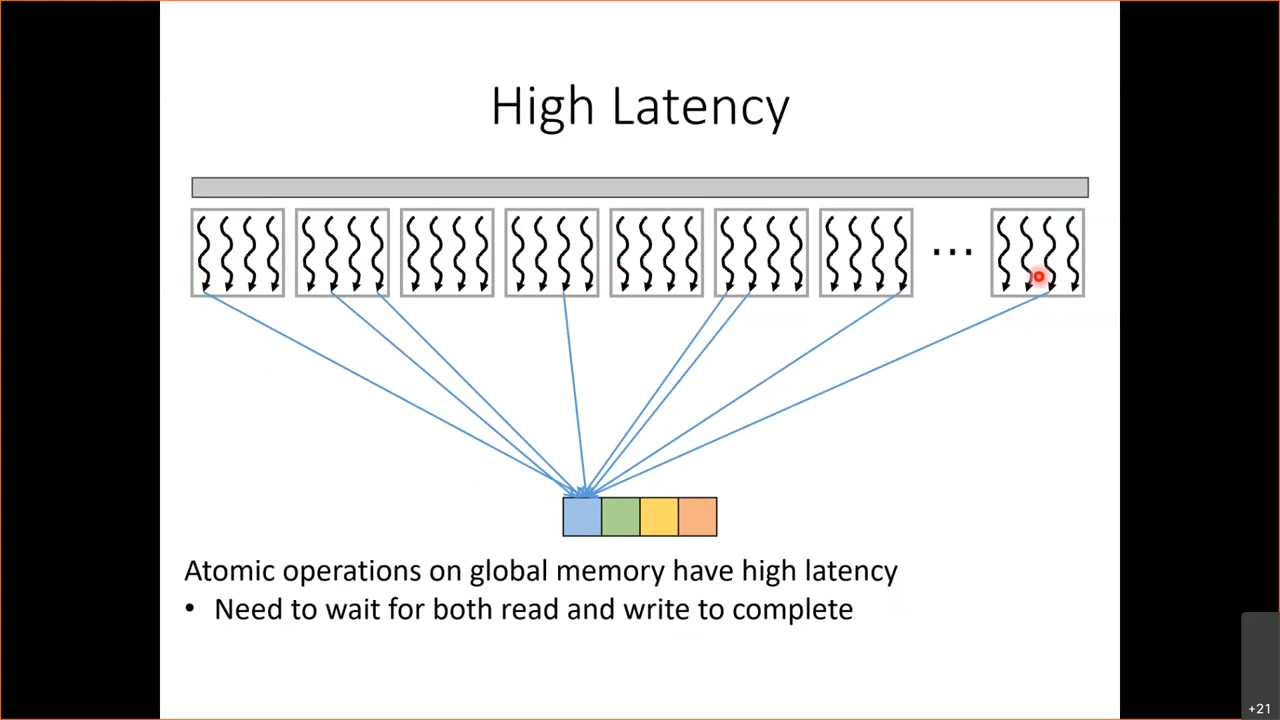 High Latency
...
Atomic operations on global memory have high latency
• Need to wait for both read and write to complete
+21